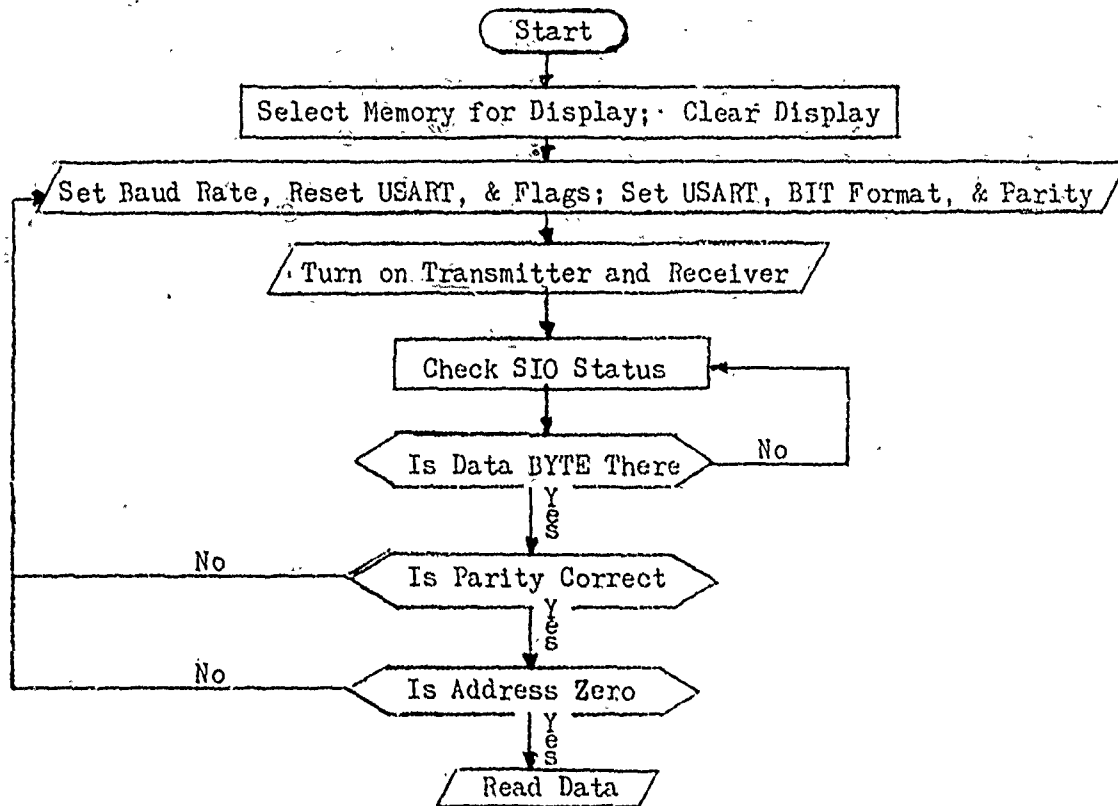 Start
Select Memory for Display; Clear Display
Set Baud Rate, Reset USART, & Flags; Set USART, BIT Format, & Parity
Turn on Transmitter and Receiver
Check SIO Status
Is Data BYTE There
No
Yes
No
Is Parity Correct
Yes
No
Is Address Zero
Yes
Read Data